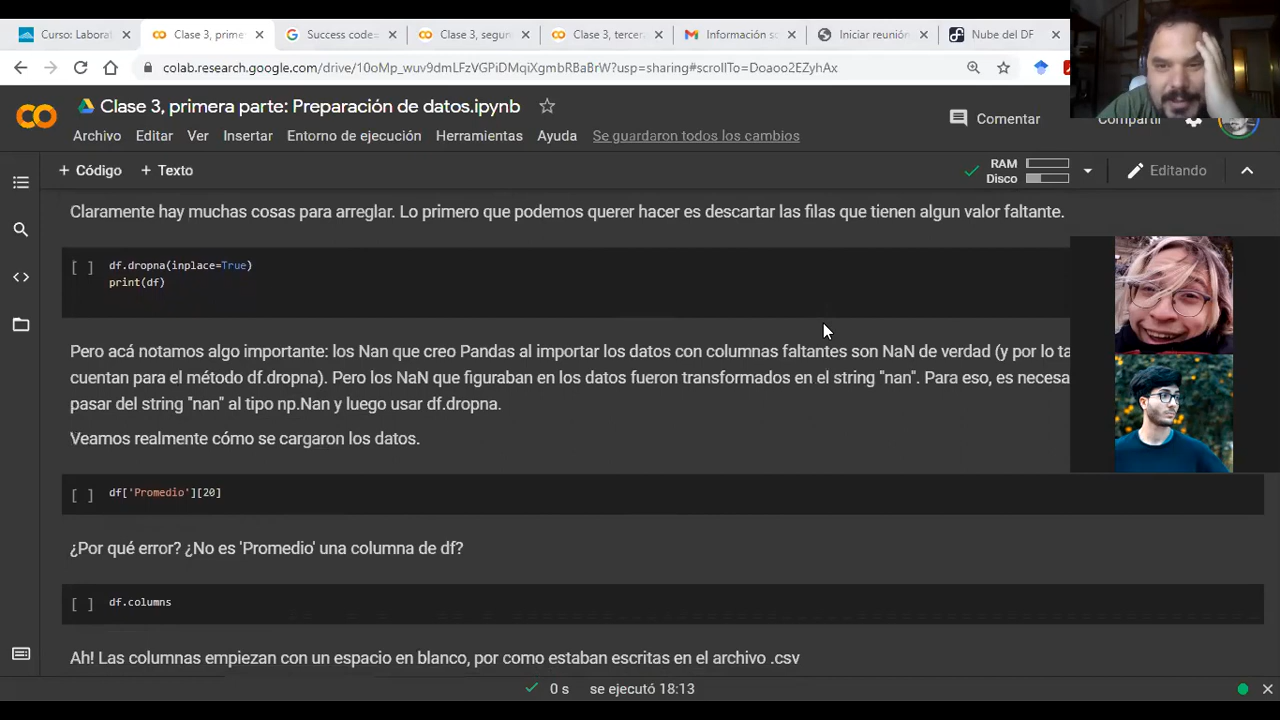 Curso: Labora
Clase 3, prime
Success code=
Clase 3, segur
Clase 3, tercer
Información so
Iniciar reunión
Nube del DF
colab.research.google.com/drive/10oMp_wuv9dmLFzVGPiDMqiXgmbRBaBrW?usp=sharing#scrollTo=Doaoo2EZyhAx
Clase 3, primera parte: Preparación de datos.ipynb
Comentar
Compartir
Archivo Editar Ver Insertar Entorno de ejecución Herramientas Ayuda Se guardaron todos los cambios
+ Código + Texto
RAM
Disco
Editando
Claramente hay muchas cosas para arreglar. Lo primero que podemos querer hacer es descartar las filas que tienen algun valor faltante.
[ ] df.dropna(inplace=True)
print(df)
Pero acá notamos algo importante: los Nan que creo Pandas al importar los datos con columnas faltantes son NaN de verdad (y por lo ta
cuentan para el método df.dropna). Pero los NaN que figuraban en los datos fueron transformados en el string "nan". Para eso, es necesa
pasar del string "nan" al tipo np.Nan y luego usar df.dropna.
Veamos realmente cómo se cargaron los datos.
[ ] df['Promedio'][20]
¿Por qué error? ¿No es 'Promedio' una columna de df?
[ ] df.columns
Ah! Las columnas empiezan con un espacio en blanco, por como estaban escritas en el archivo .csv
0 s se ejecutó 18:13